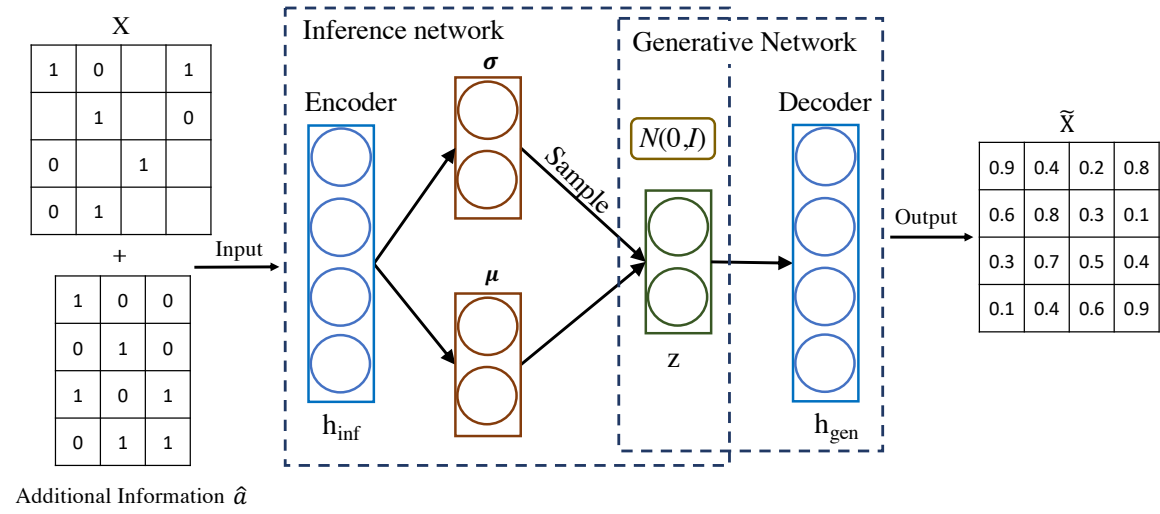 X
1 0 1
1 0
0 1
0 1
+
1 0 0
0 1 0
1 0 1
0 1 1
Additional Information â
Input
Inference network
Encoder
h_inf
σ
μ
Sample
Generative Network
N(0,I)
z
Decoder
h_gen
Output
X̃
0.9 0.4 0.2 0.8
0.6 0.8 0.3 0.1
0.3 0.7 0.5 0.4
0.1 0.4 0.6 0.9